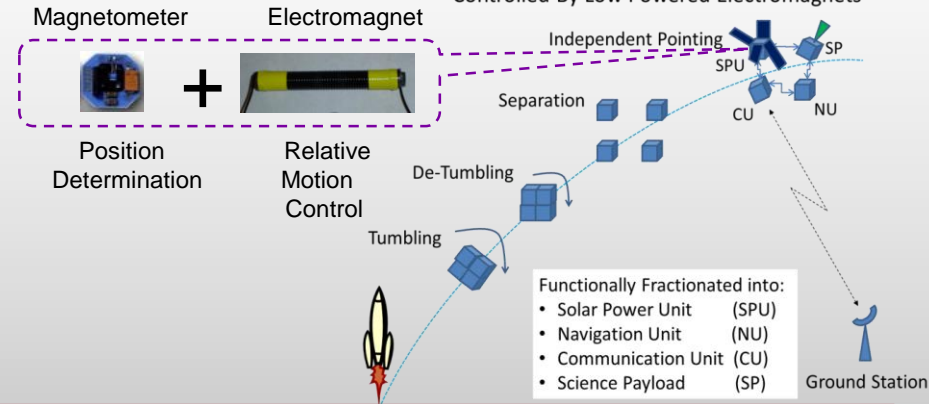 Controlled By Low Powered Electromagnets
Magnetometer
Electromagnet
+
Position
Determination
Relative
Motion
Control
Independent Pointing
SPU
SP
CU
NU
Separation
De-Tumbling
Tumbling
Functionally Fractionated into:
• Solar Power Unit (SPU)
• Navigation Unit (NU)
• Communication Unit (CU)
• Science Payload (SP)
Ground Station